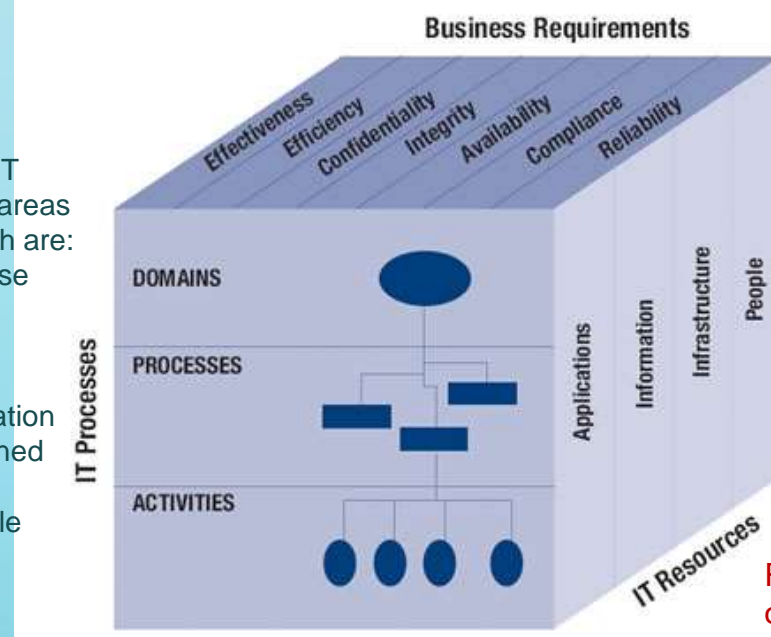 Business Requirements
Effectiveness
Efficiency
Confidentiality
Integrity
Availability
Compliance
Reliability
T
areas
h are:
se
ation
ned
le
IT Processes
DOMAINS
PROCESSES
ACTIVITIES
Applications
Information
Infrastructure
People
IT Resources